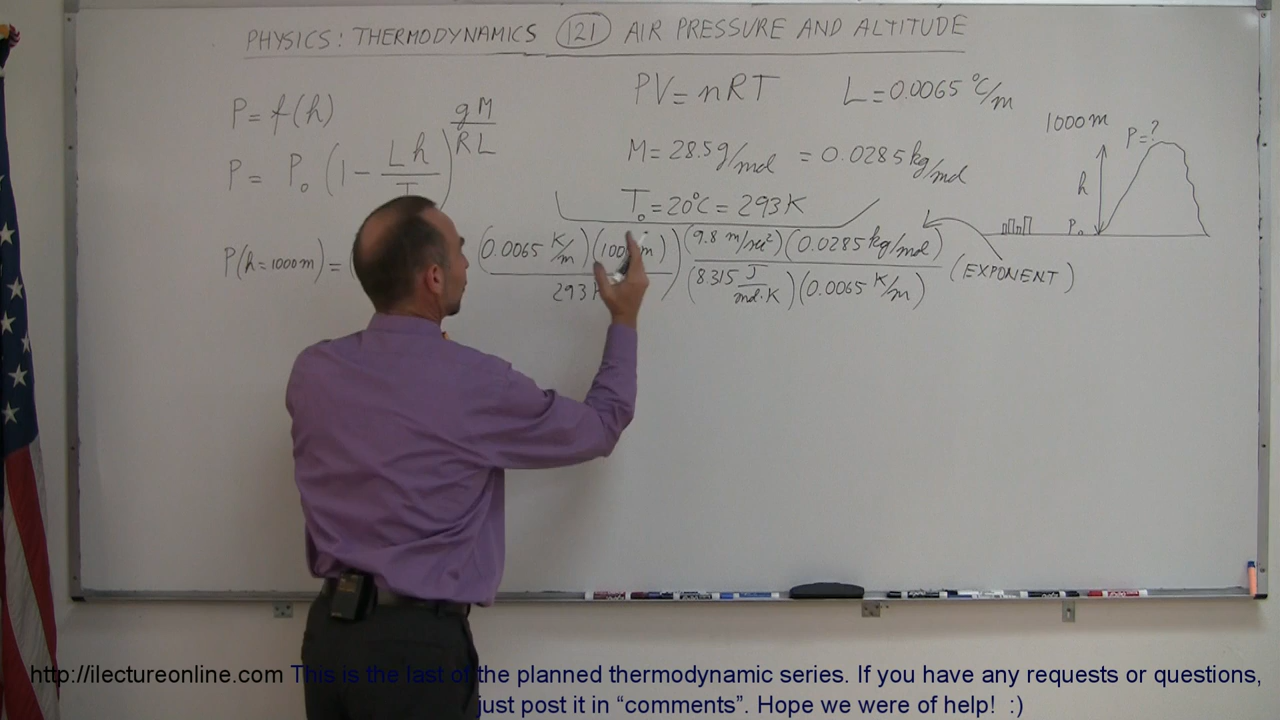 PHYSICS: THERMODYNAMICS (121) AIR PRESSURE AND ALTITUDE
P = f(h)
P = P₀ (1 - Lh/T)^(gM/RL)
PV = nRT
L = 0.0065 °C/m
M = 28.5 g/mol = 0.0285 kg/mol
T₀ = 20°C = 293 K
1000 m
P = ?
h
P₀
P(h = 1000 m) = ( (0.0065 K/m)(1000 m) / 293 K ) (9.8 m/sec²)(0.0285 kg/mol) / (8.315 J/mol·K)(0.0065 K/m) (EXPONENT)
http://ilectureonline.com This is the last of the planned thermodynamic series. If you have any requests or questions,
just post it in “comments”. Hope we were of help! :)